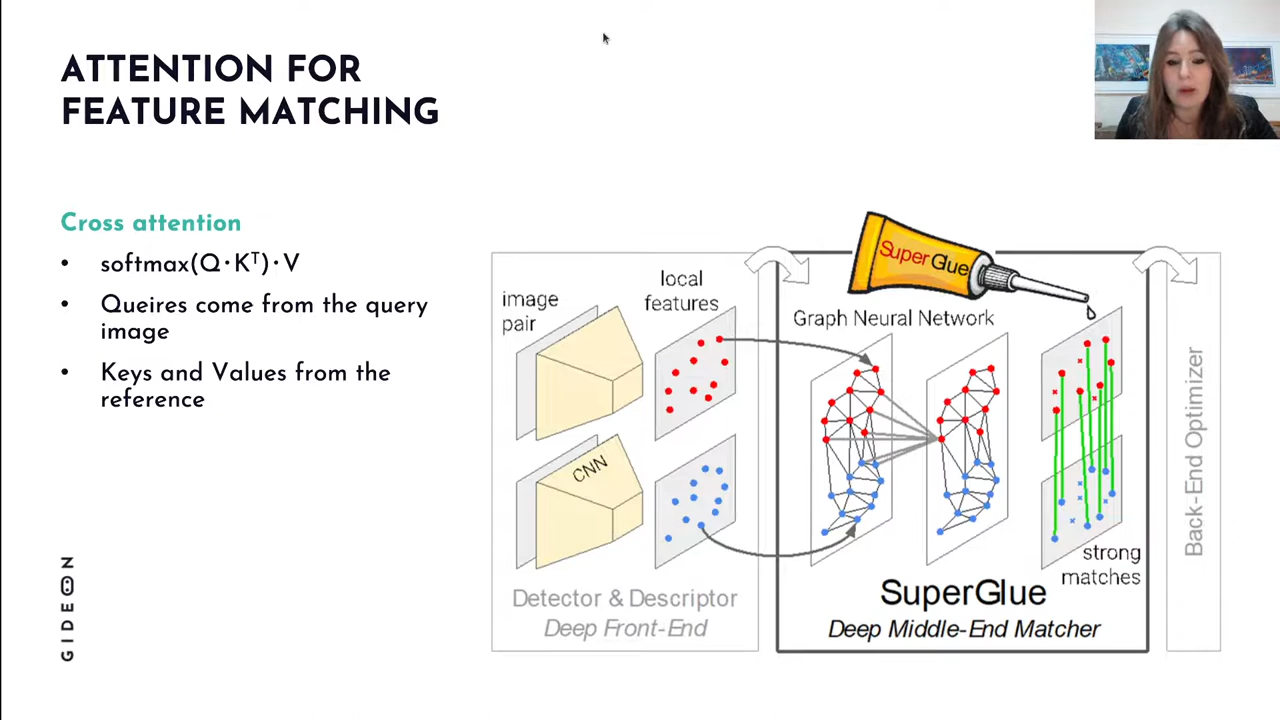 ATTENTION FOR
FEATURE MATCHING
Cross attention
• softmax(Q·Kᵀ)·V
• Queires come from the query
image
• Keys and Values from the
reference
GIDEON
image
pair
local
features
CNN
Detector & Descriptor
Deep Front-End
SuperGlue
Graph Neural Network
strong
matches
SuperGlue
Deep Middle-End Matcher
Back-End Optimizer